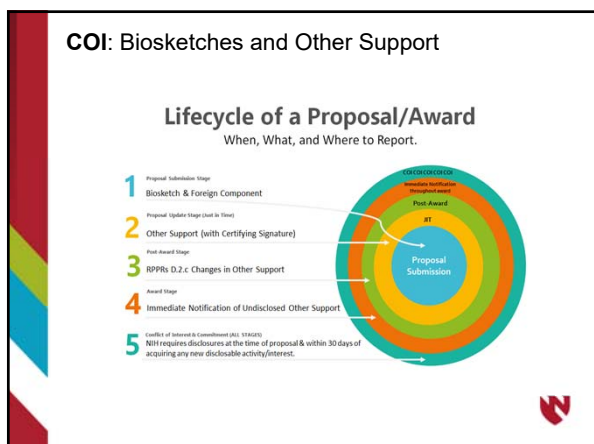 COI: Biosketches and Other Support
Lifecycle of a Proposal/Award
When, What, and Where to Report.
1
Proposal Submission Stage
Biosketch & Foreign Component
2
Proposal Update Stage (Just in Time)
Other Support (with Certifying Signature)
3
Post-Award Stage
RPPRs D.2.c Changes in Other Support
4
Award Stage
Immediate Notification of Undisclosed Other Support
5
Conflict of Interest & Commitment (ALL STAGES)
NIH requires disclosures at the time of proposal & within 30 days of
acquiring any new disclosable activity/interest.
COI COI COI COI COI
Immediate Notification
throughout award
Post-Award
JIT
Proposal
Submission
N